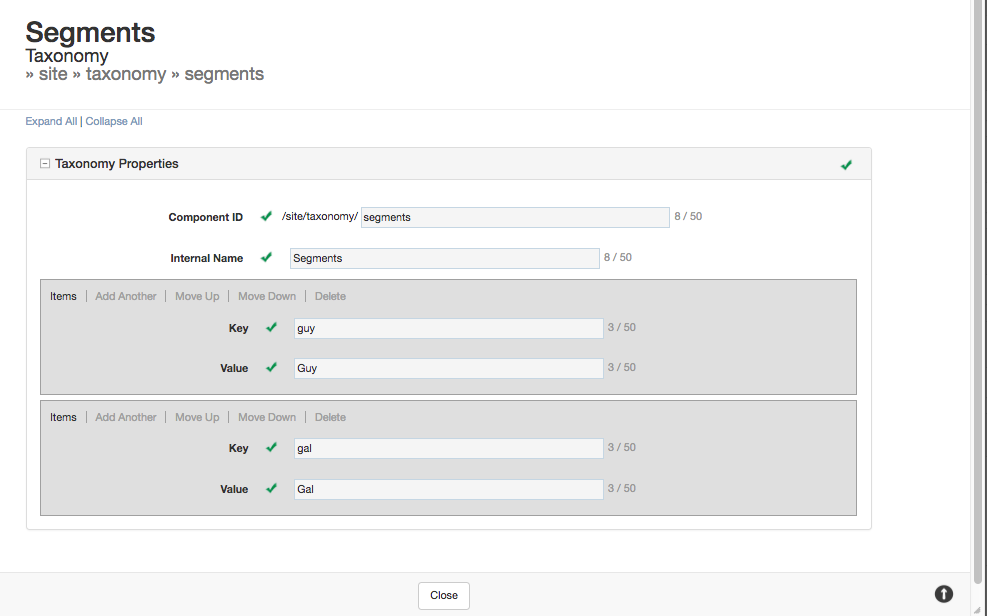 Segments
Taxonomy
» site » taxonomy » segments
Expand All | Collapse All
Taxonomy Properties
Component ID /site/taxonomy/ segments 8 / 50
Internal Name Segments 8 / 50
Items | Add Another | Move Up | Move Down | Delete
Key guy 3 / 50
Value Guy 3 / 50
Items | Add Another | Move Up | Move Down | Delete
Key gal 3 / 50
Value Gal 3 / 50
Close